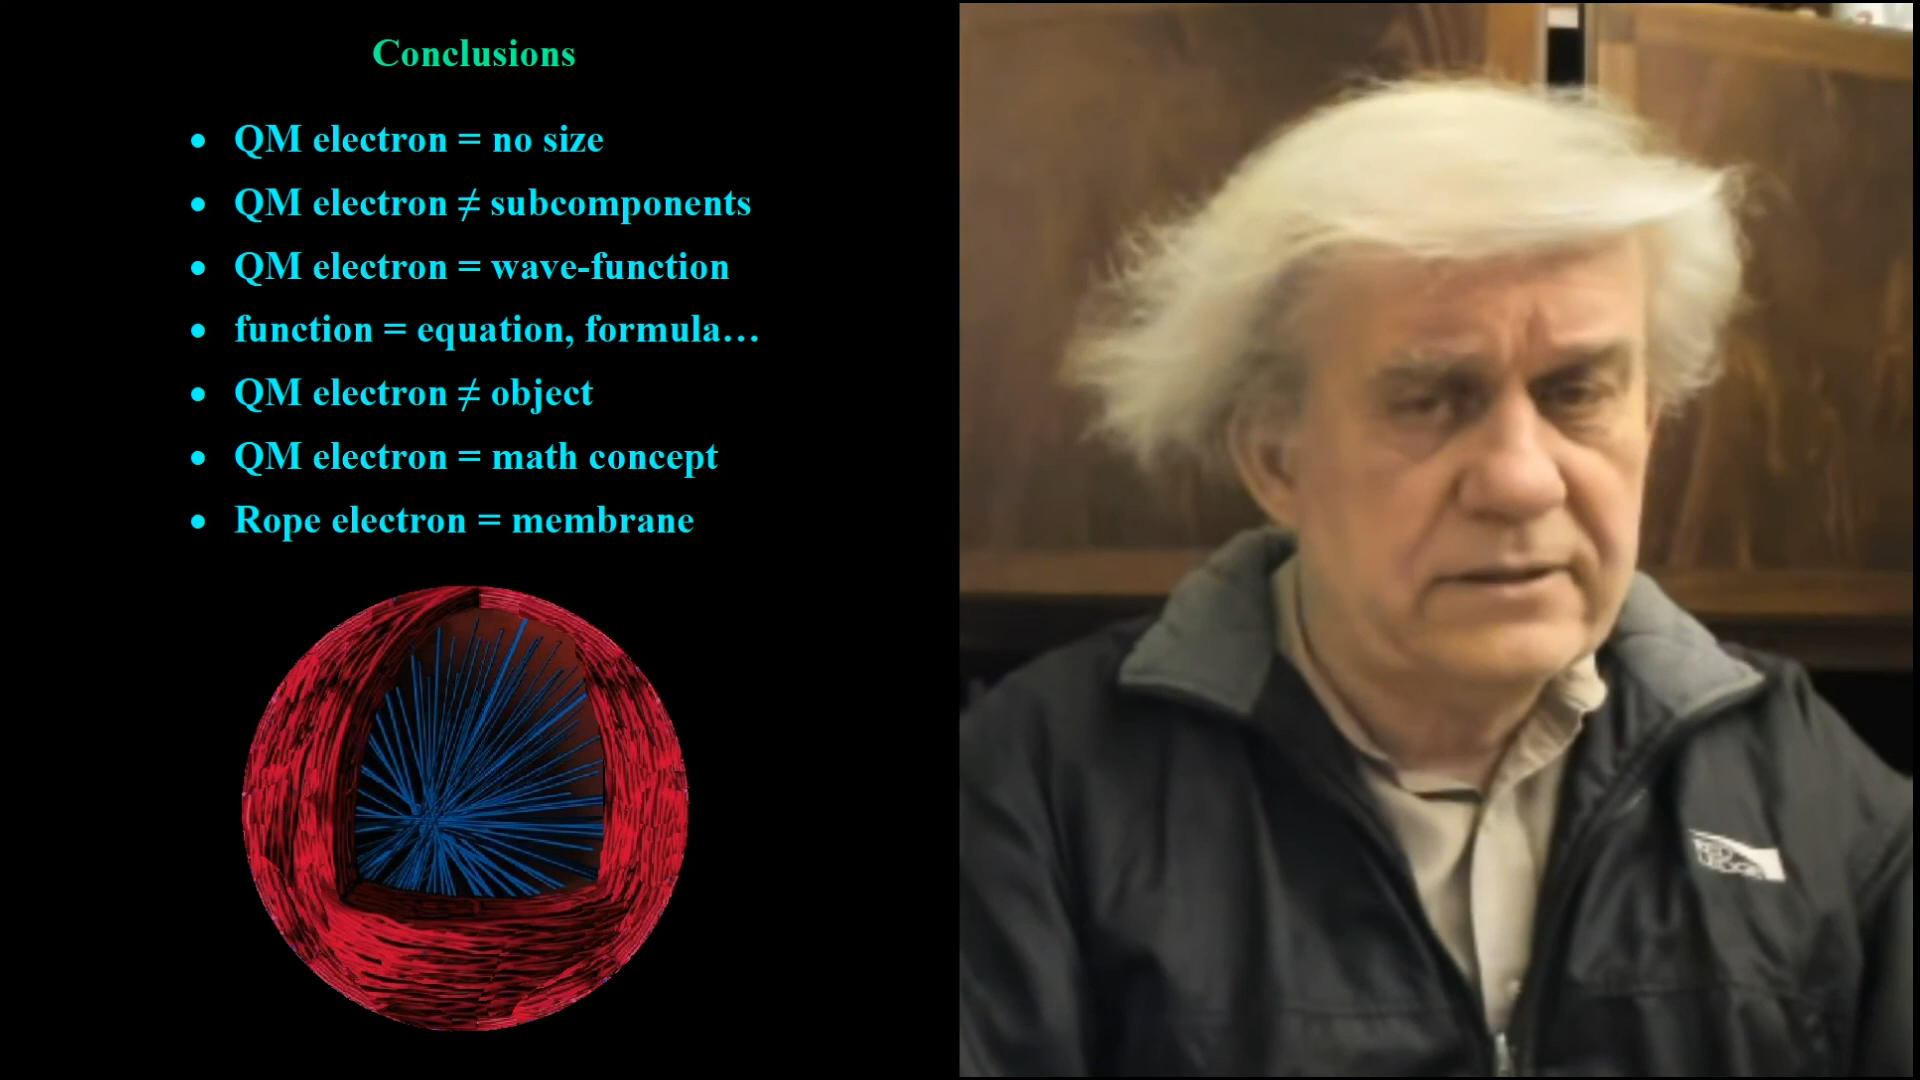 Conclusions
• QM electron = no size
• QM electron ≠ subcomponents
• QM electron = wave-function
• function = equation, formula…
• QM electron ≠ object
• QM electron = math concept
• Rope electron = membrane